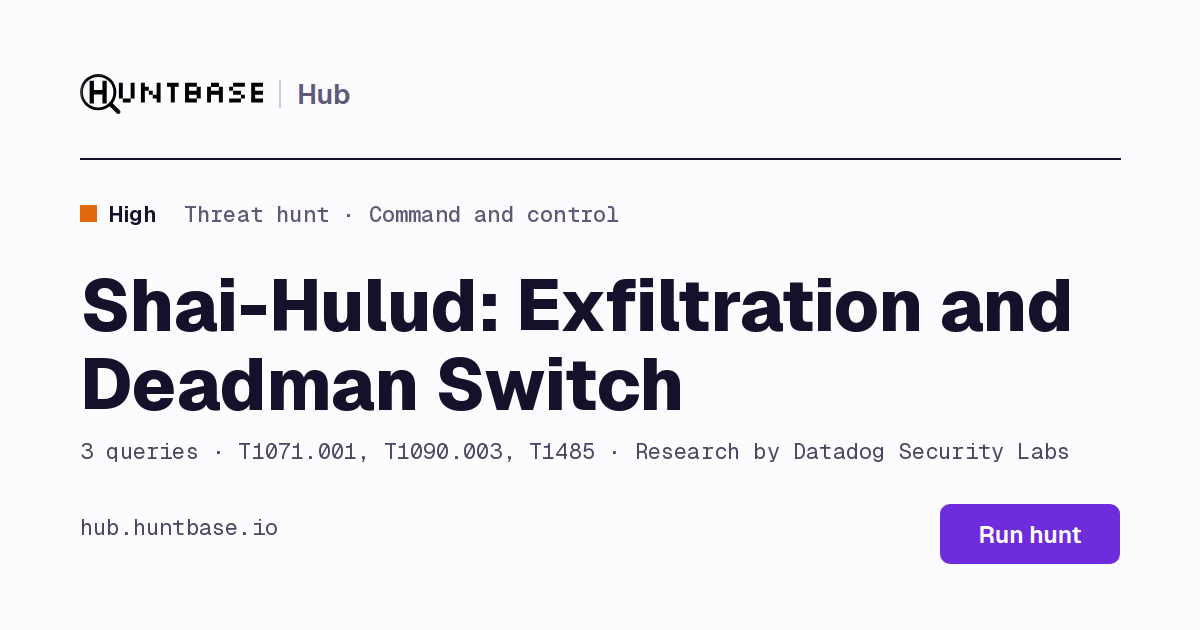 HUNTBASE Hub
High Threat hunt · Command and control
Shai-Hulud: Exfiltration and
Deadman Switch
3 queries · T1071.001, T1090.003, T1485 · Research by Datadog Security Labs
hub.huntbase.io
Run hunt